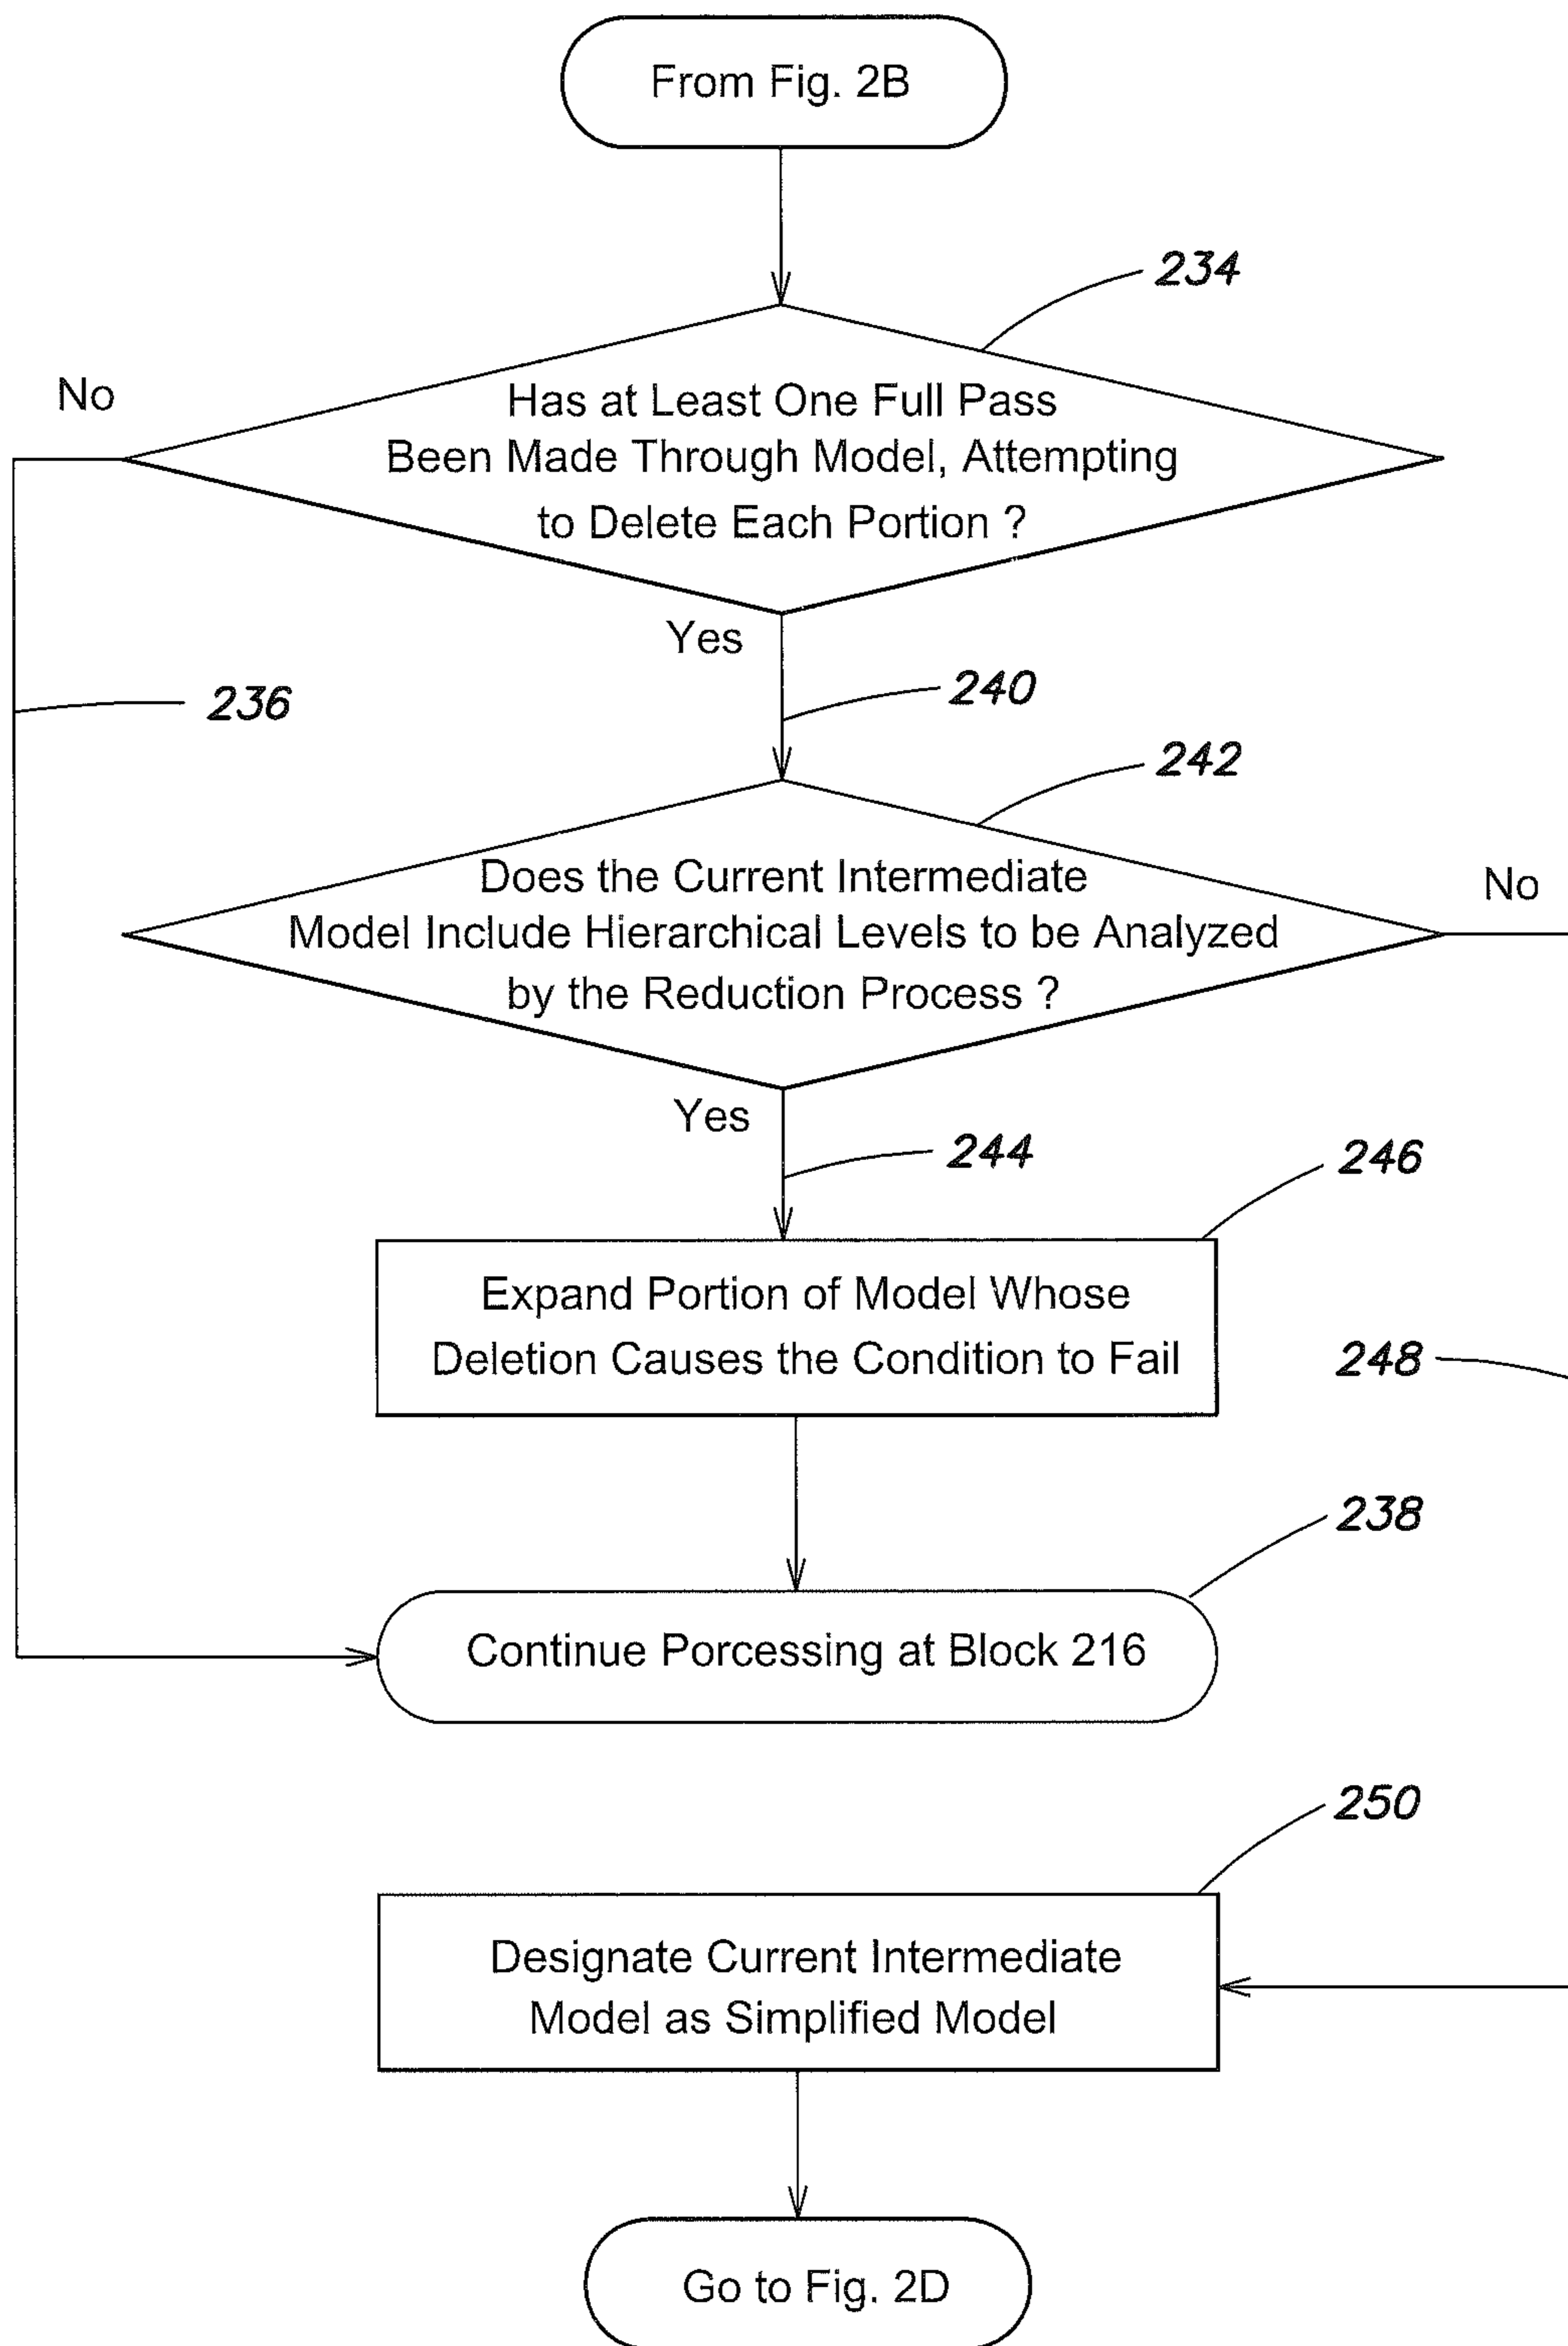 From Fig. 2B
234
No
Has at Least One Full Pass
Been Made Through Model, Attempting
to Delete Each Portion ?
Yes
236
240
242
Does the Current Intermediate
Model Include Hierarchical Levels to be Analyzed
by the Reduction Process ?
No
Yes
244
246
Expand Portion of Model Whose
Deletion Causes the Condition to Fail
248
238
Continue Porcessing at Block 216
250
Designate Current Intermediate
Model as Simplified Model
Go to Fig. 2D